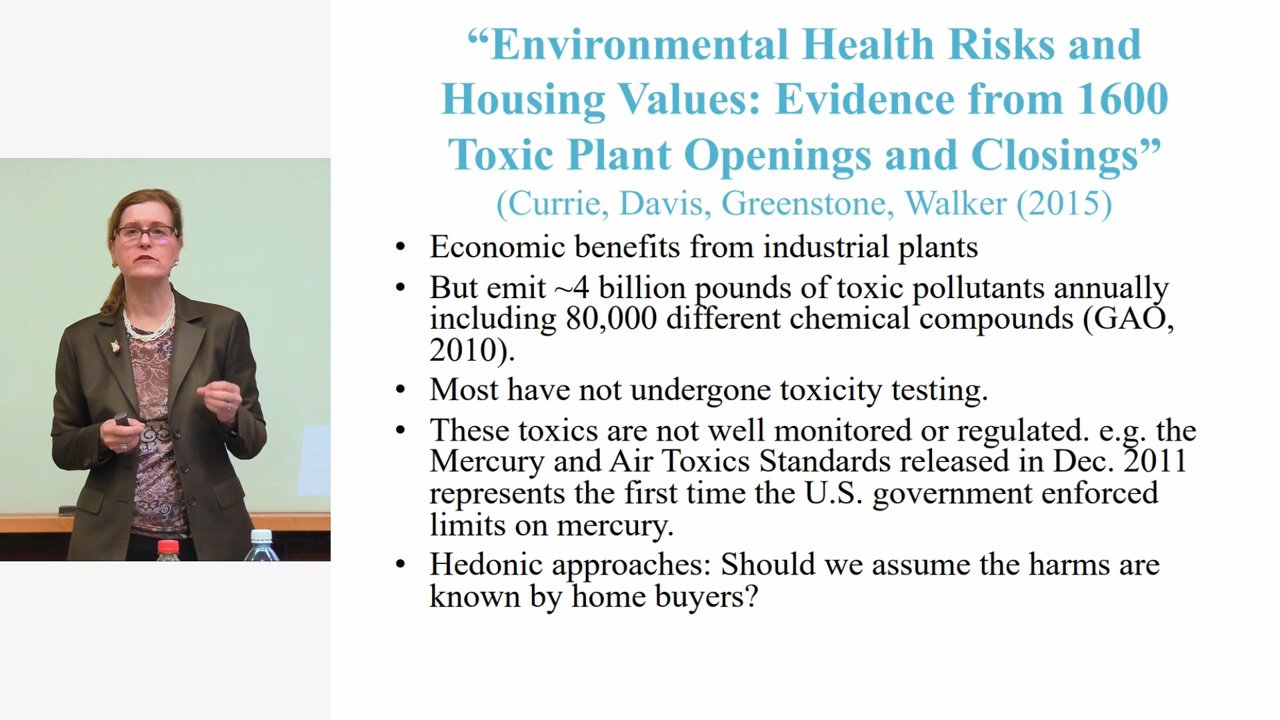 “Environmental Health Risks and
Housing Values: Evidence from 1600
Toxic Plant Openings and Closings”
(Currie, Davis, Greenstone, Walker (2015)
• Economic benefits from industrial plants
• But emit ~4 billion pounds of toxic pollutants annually
including 80,000 different chemical compounds (GAO,
2010).
• Most have not undergone toxicity testing.
• These toxics are not well monitored or regulated. e.g. the
Mercury and Air Toxics Standards released in Dec. 2011
represents the first time the U.S. government enforced
limits on mercury.
• Hedonic approaches: Should we assume the harms are
known by home buyers?